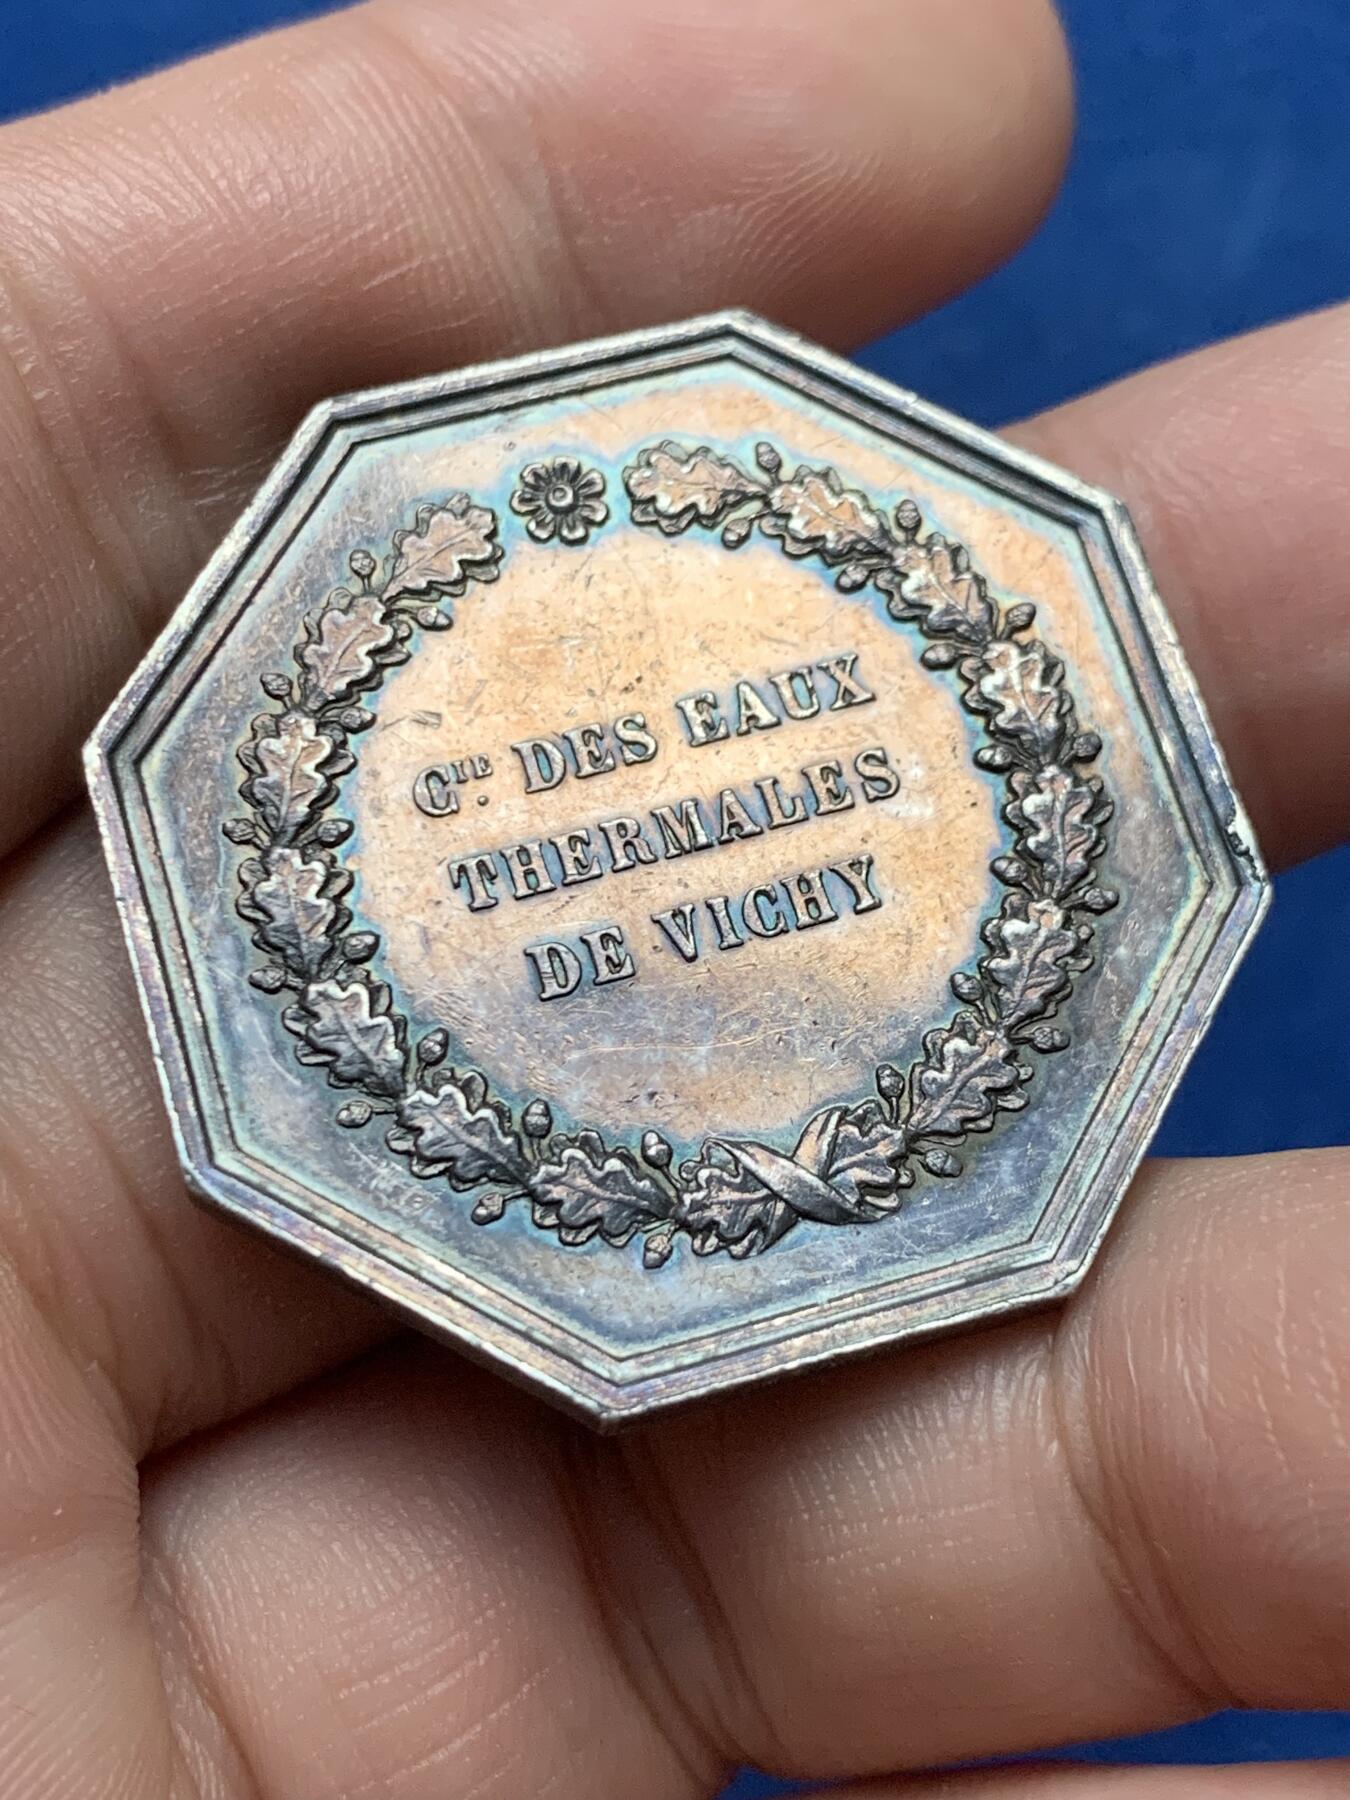 CIE. DES EAUX
THERMALES
DE VICHY